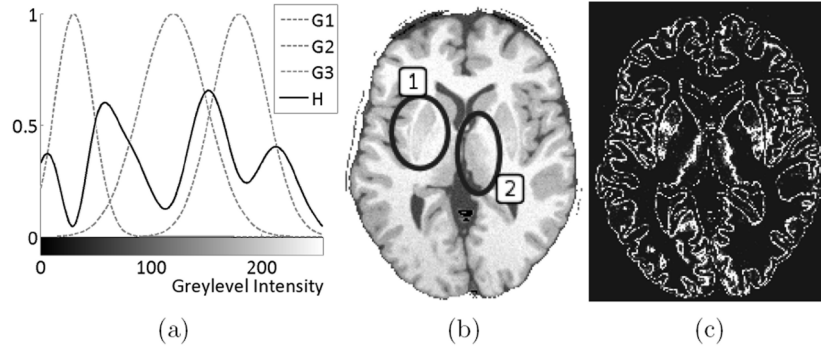 1
0.5
0
0
100
200
Greylevel Intensity
G1
G2
G3
H
(a)
1
2
(b)
(c)